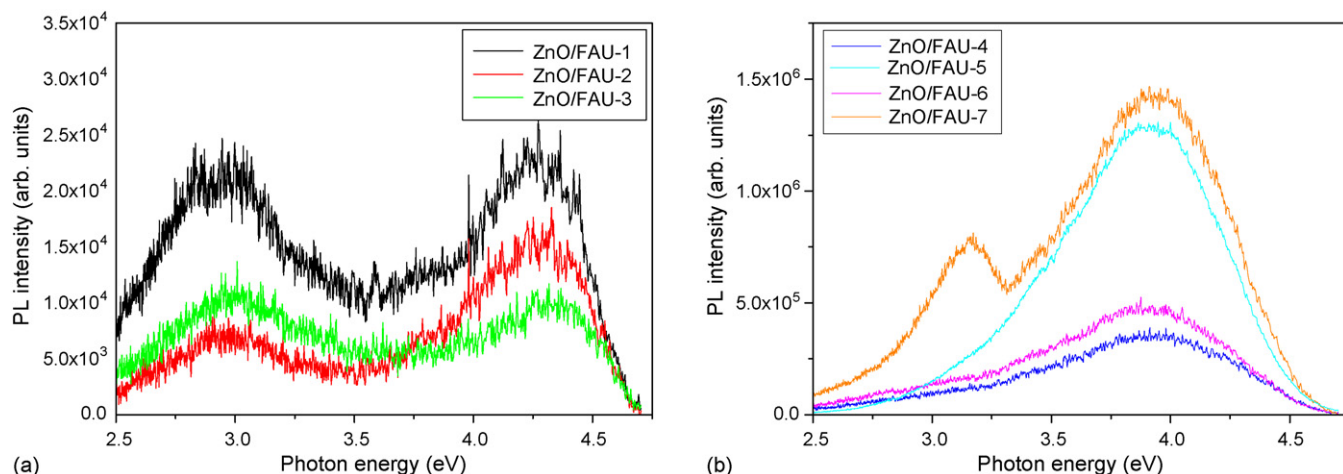 3.5x10⁴
3.0x10⁴
2.5x10⁴
2.0x10⁴
1.5x10⁴
1.0x10⁴
5.0x10³
0.0
PL intensity (arb. units)
ZnO/FAU-1
ZnO/FAU-2
ZnO/FAU-3
2.5 3.0 3.5 4.0 4.5
Photon energy (eV)
(a)
1.5x10⁶
1.0x10⁶
5.0x10⁵
0.0
PL intensity (arb. units)
ZnO/FAU-4
ZnO/FAU-5
ZnO/FAU-6
ZnO/FAU-7
2.5 3.0 3.5 4.0 4.5
Photon energy (eV)
(b)